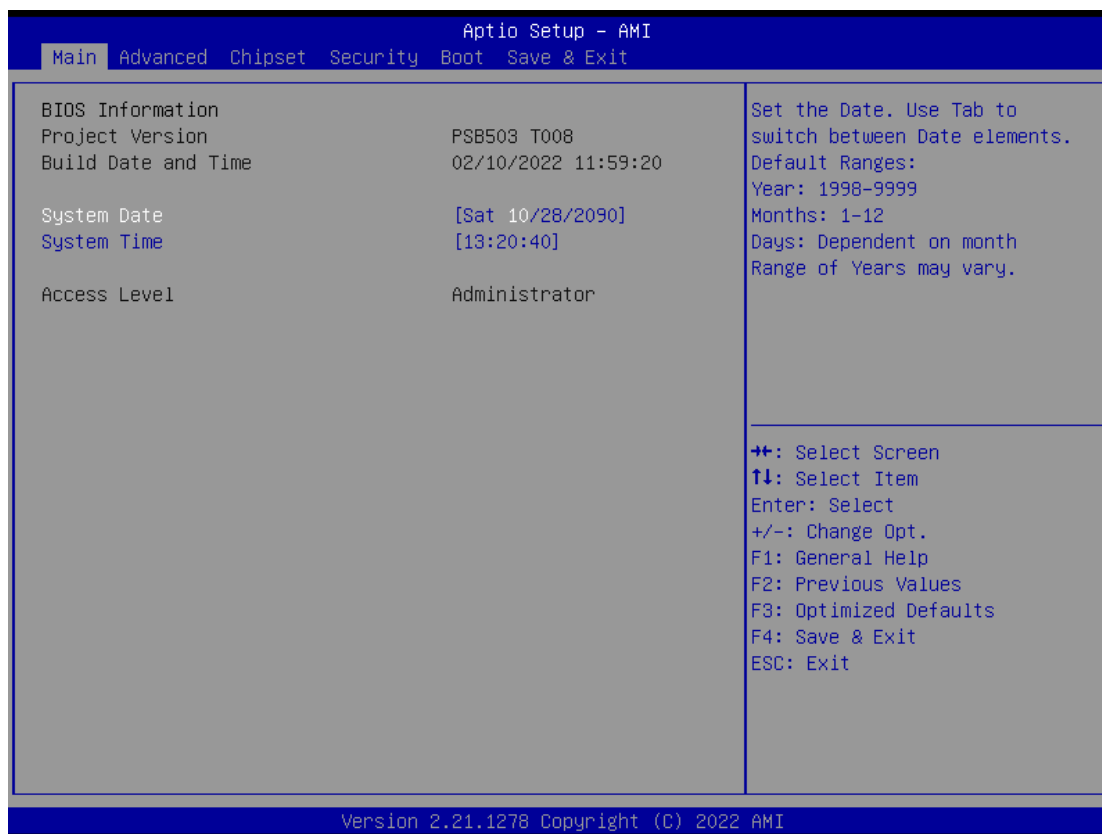 Aptio Setup – AMI
Main Advanced Chipset Security Boot Save & Exit
BIOS Information
Project Version PSB503 T008
Build Date and Time 02/10/2022 11:59:20
System Date [Sat 10/28/2090]
System Time [13:20:40]
Access Level Administrator
Set the Date. Use Tab to
switch between Date elements.
Default Ranges:
Year: 1998-9999
Months: 1-12
Days: Dependent on month
Range of Years may vary.
→←: Select Screen
↑↓: Select Item
Enter: Select
+/-: Change Opt.
F1: General Help
F2: Previous Values
F3: Optimized Defaults
F4: Save & Exit
ESC: Exit
Version 2.21.1278 Copyright (C) 2022 AMI